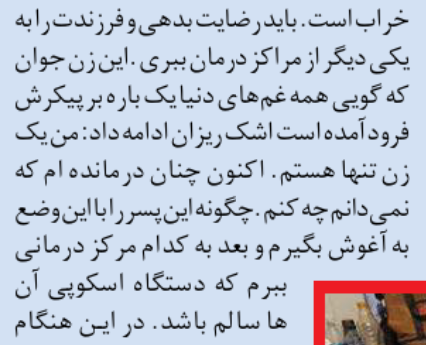 خراب است. باید رضایت بدهی و فرزندت را به
یکی دیگر از مراکز درمان ببری. این زن جوان
که گویی همه غم‌های دنیا یک باره بر پیکرش
فرود آمده است اشک ریزان ادامه داد: من یک
زن تنها هستم. اکنون چنان درمانده ام که
نمی‌دانم چه کنم. چگونه این پسر را با این وضع
به آغوش بگیرم و بعد به کدام مرکز درمانی
ببرم که دستگاه اسکوپی آن
ها سالم باشد. در این هنگام